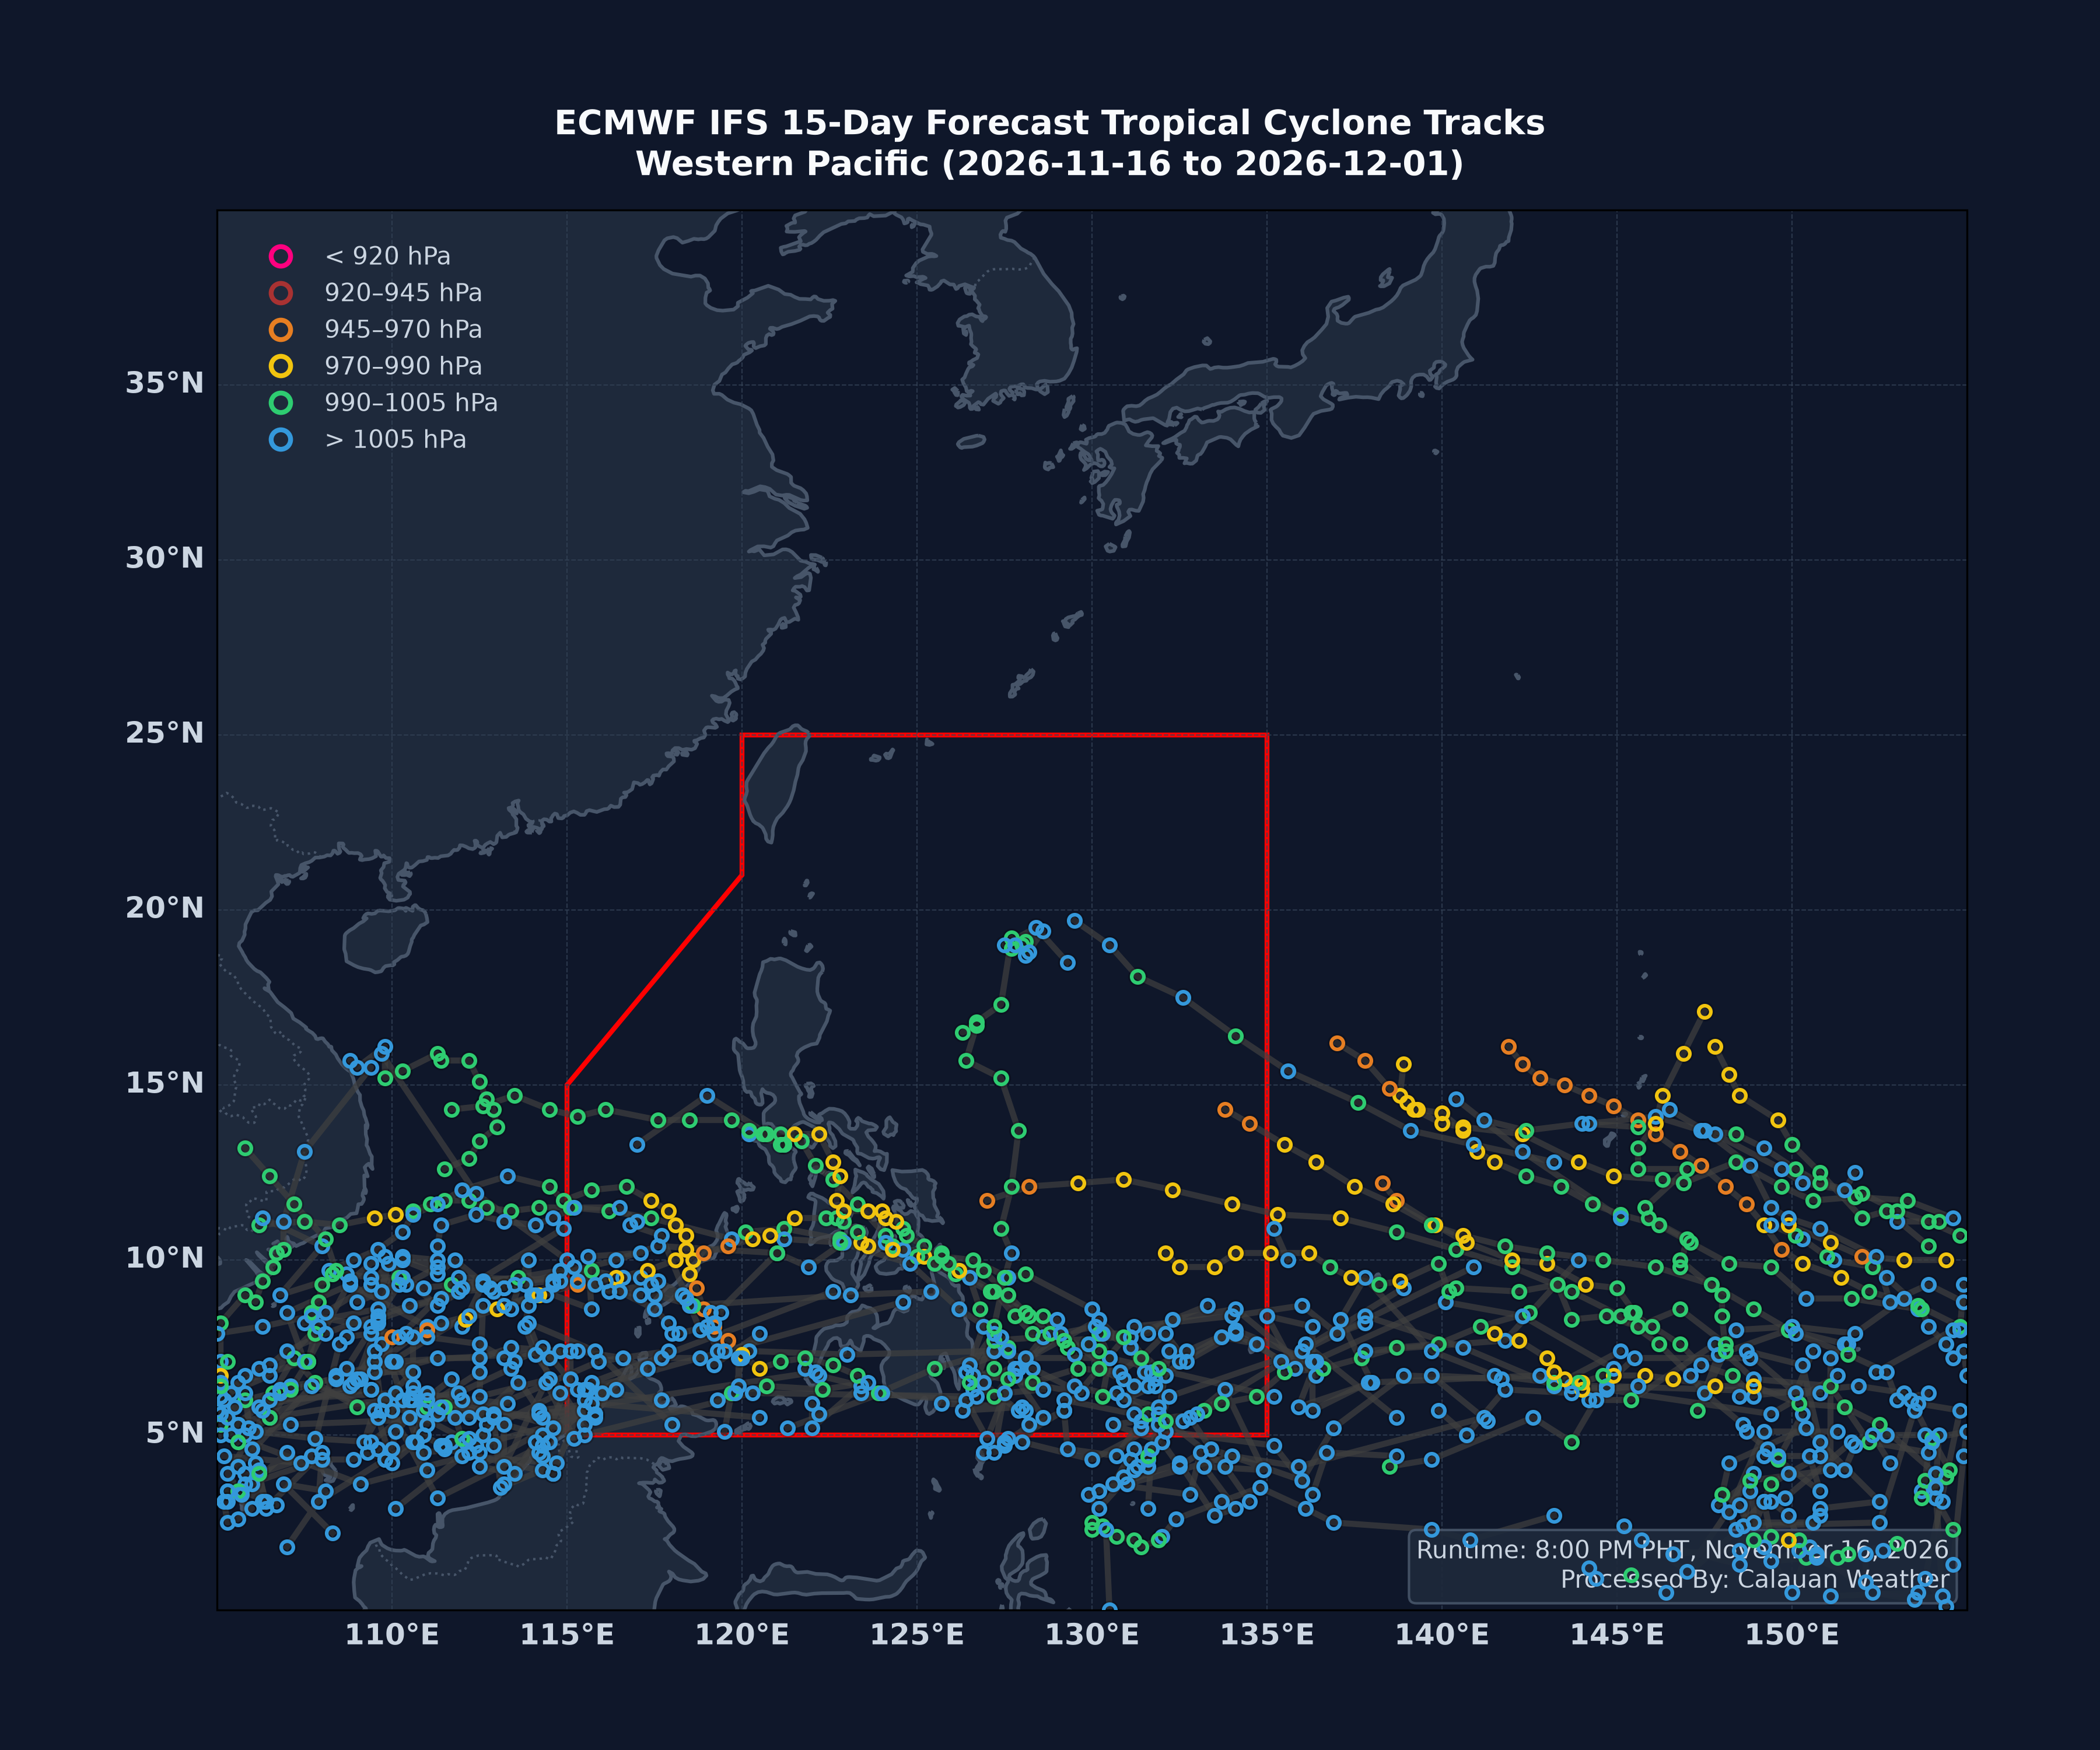 ECMWF IFS 15-Day Forecast Tropical Cyclone Tracks
Western Pacific (2026-11-16 to 2026-12-01)
< 920 hPa
920–945 hPa
945–970 hPa
970–990 hPa
990–1005 hPa
> 1005 hPa
35°N
30°N
25°N
20°N
15°N
10°N
5°N
Runtime: 8:00 PM PHT, November 16, 2026
Processed By: Calauan Weather
110°E 115°E 120°E 125°E 130°E 135°E 140°E 145°E 150°E